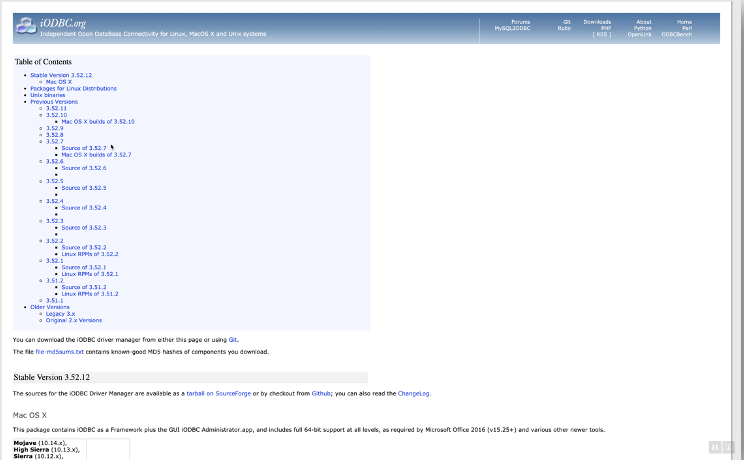 iODBC.org
Independent Open DataBase Connectivity for Linux, MacOS X and Unix systems
Forums Git Downloads About Home
MySQL2ODBC Ruby PHP Python Perl
[ RSS ] OpenLink ODBCBench
Table of Contents
Stable Version 3.52.12
Mac OS X
Packages for Linux Distributions
Unix binaries
Previous Versions
3.52.11
3.52.10
Mac OS X builds of 3.52.10
3.52.9
3.52.8
3.52.7
Source of 3.52.7
Mac OS X builds of 3.52.7
3.52.6
Source of 3.52.6
3.52.5
Source of 3.52.5
3.52.4
Source of 3.52.4
3.52.3
Source of 3.52.3
3.52.2
Source of 3.52.2
Linux RPMs of 3.52.2
3.52.1
Source of 3.52.1
Linux RPMs of 3.52.1
3.51.2
Source of 3.51.2
Linux RPMs of 3.51.2
3.51.1
Older Versions
Legacy 3.x
Original 2.x Versions
You can download the iODBC driver manager from either this page or using Git.
The file file-md5sums.txt contains known-good MD5 hashes of components you download.
Stable Version 3.52.12
The sources for the iODBC Driver Manager are available as a tarball on SourceForge or by checkout from Github; you can also read the ChangeLog.
Mac OS X
This package contains iODBC as a Framework plus the GUI iODBC Administrator.app, and includes full 64-bit support at all levels, as required by Microsoft Office 2016 (v15.25+) and various other newer tools.
Mojave (10.14.x),
High Sierra (10.13.x),
Sierra (10.12.x),